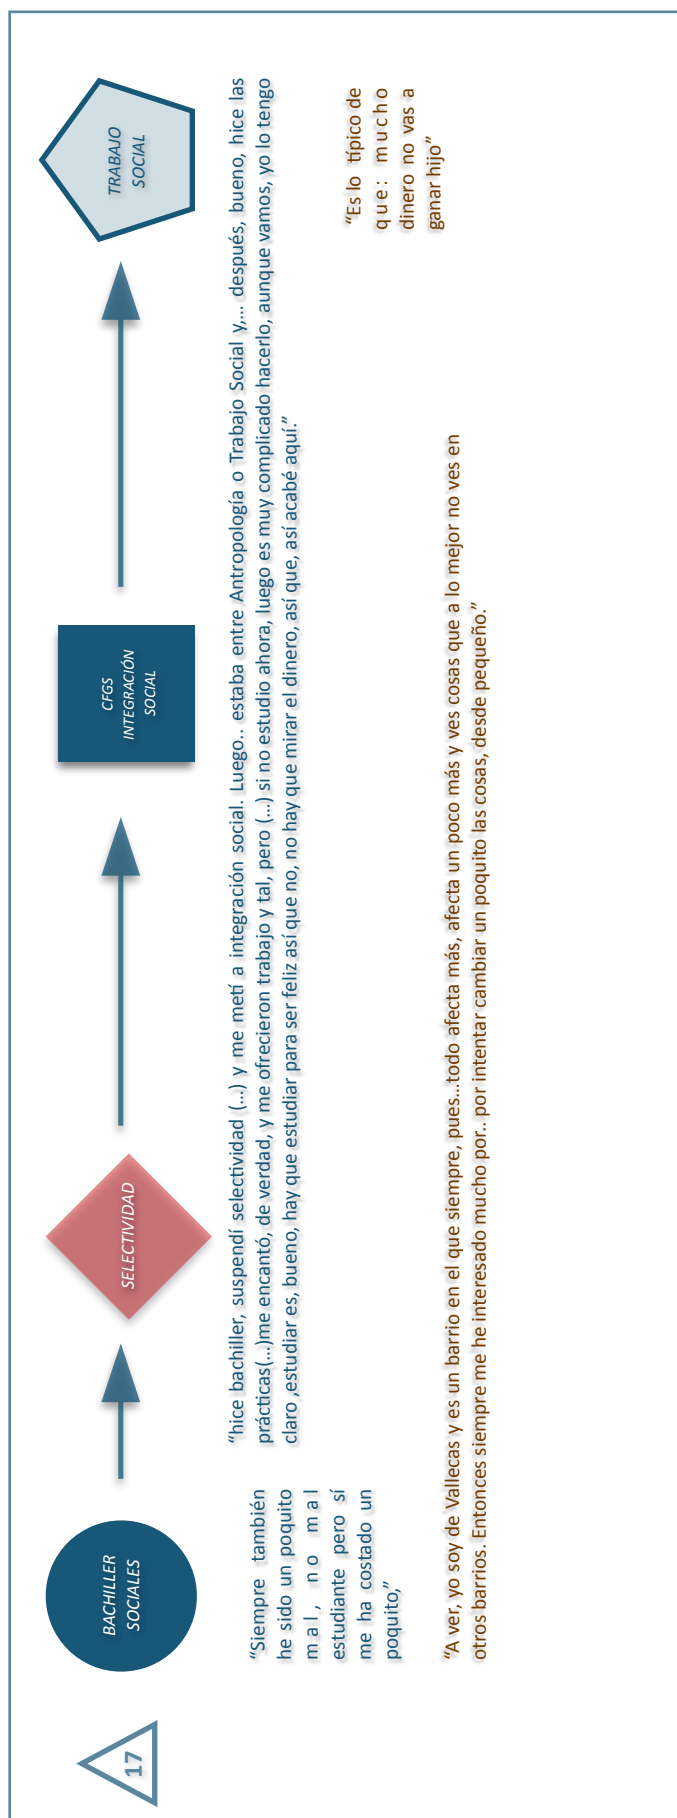 17
BACHILLER
SOCIALES
SELECTIVIDAD
CFGS
INTEGRACIÓN
SOCIAL
TRABAJO
SOCIAL
“Siempre también
he sido un poquito
mal, no mal
estudiante pero sí
me ha costado un
poquito,”
“hice bachiller, suspendí selectividad (...) y me metí a integración social. Luego.. estaba entre Antropología o Trabajo Social y,... después, bueno, hice las
prácticas(...)me encantó, de verdad, y me ofrecieron trabajo y tal, pero (...) si no estudio ahora, luego es muy complicado hacerlo, aunque vamos, yo lo tengo
claro ,estudiar es, bueno, hay que estudiar para ser feliz así que no, no hay que mirar el dinero, así que, así acabé aquí.”
“Es lo típico de
que: mucho
dinero no vas a
ganar hijo”
“A ver, yo soy de Vallecas y es un barrio en el que siempre, pues...todo afecta más, afecta un poco más y ves cosas que a lo mejor no ves en
otros barrios. Entonces siempre me he interesado mucho por.. por intentar cambiar un poquito las cosas, desde pequeño.”